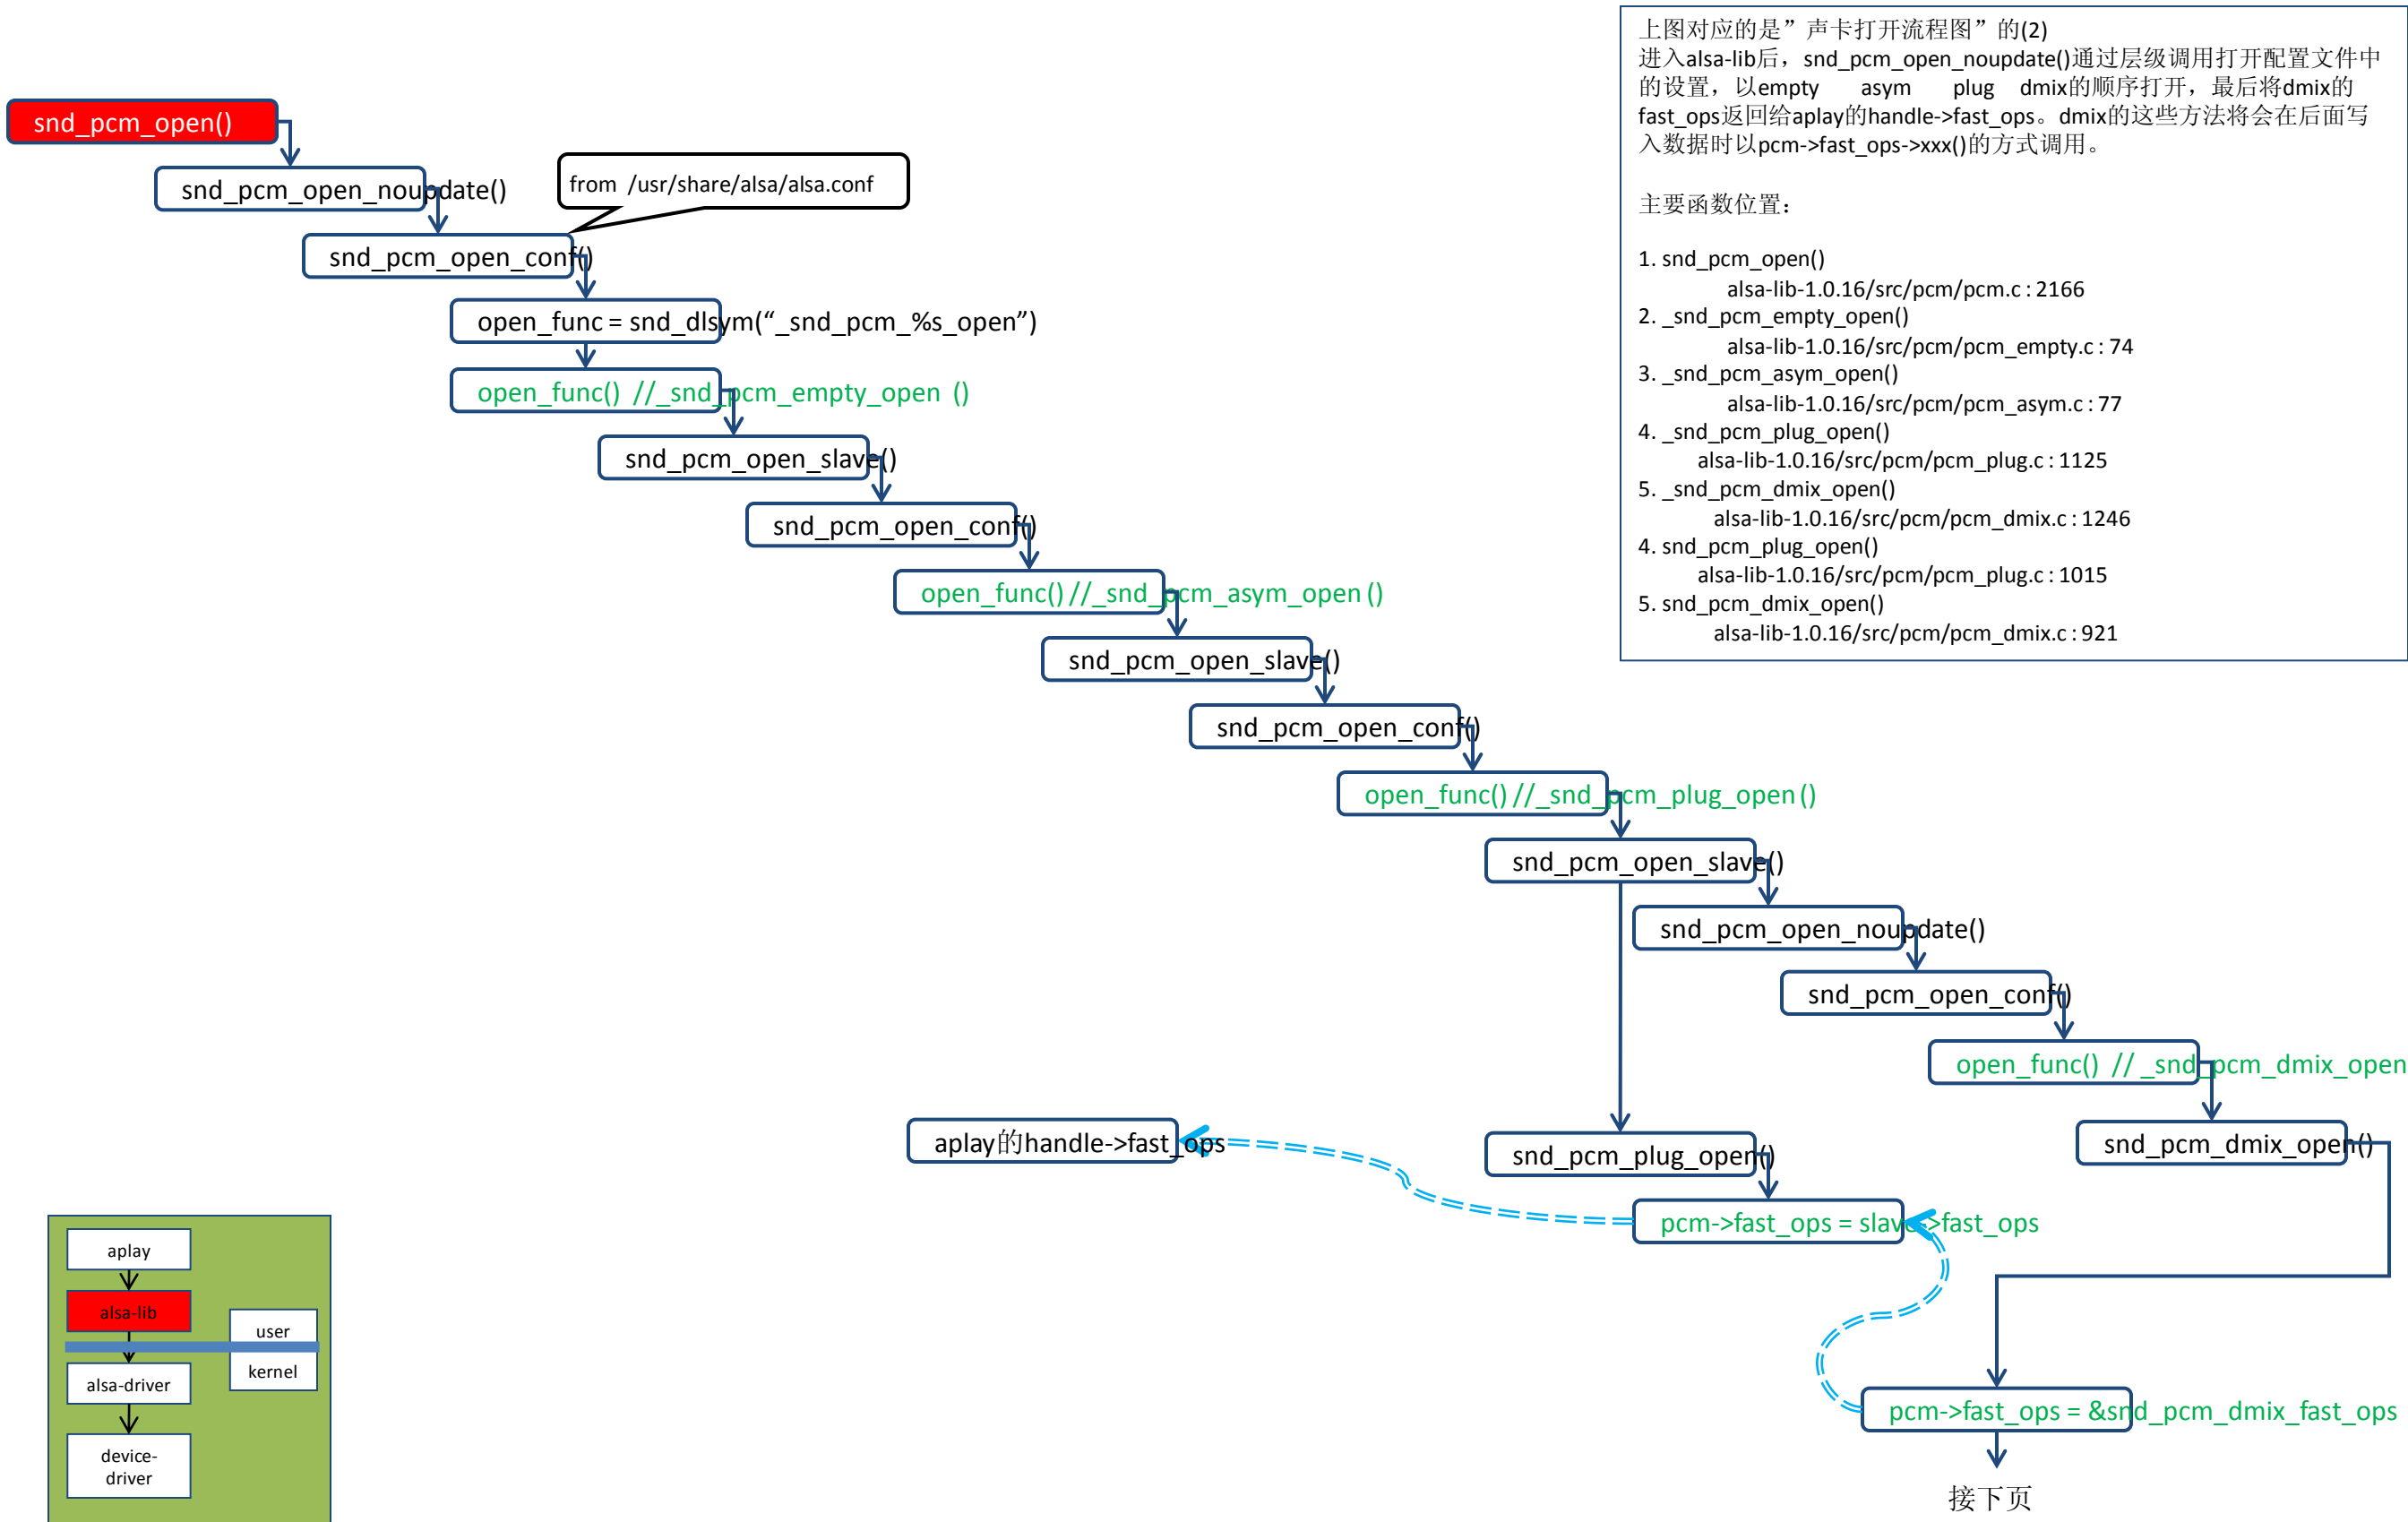 上图对应的是”声卡打开流程图”的(2)
进入alsa-lib后，snd_pcm_open_noupdate()通过层级调用打开配置文件中
的设置，以empty asym plug dmix的顺序打开，最后将dmix的
fast_ops返回给aplay的handle->fast_ops。dmix的这些方法将会在后面写
入数据时以pcm->fast_ops->xxx()的方式调用。
主要函数位置：
1. snd_pcm_open()
alsa-lib-1.0.16/src/pcm/pcm.c : 2166
2. _snd_pcm_empty_open()
alsa-lib-1.0.16/src/pcm/pcm_empty.c : 74
3. _snd_pcm_asym_open()
alsa-lib-1.0.16/src/pcm/pcm_asym.c : 77
4. _snd_pcm_plug_open()
alsa-lib-1.0.16/src/pcm/pcm_plug.c : 1125
5. _snd_pcm_dmix_open()
alsa-lib-1.0.16/src/pcm/pcm_dmix.c : 1246
4. snd_pcm_plug_open()
alsa-lib-1.0.16/src/pcm/pcm_plug.c : 1015
5. snd_pcm_dmix_open()
alsa-lib-1.0.16/src/pcm/pcm_dmix.c : 921
snd_pcm_open()
snd_pcm_open_noupdate()
from /usr/share/alsa/alsa.conf
snd_pcm_open_conf()
open_func = snd_dlsym(“_snd_pcm_%s_open”)
open_func() //_snd_pcm_empty_open ()
snd_pcm_open_slave()
snd_pcm_open_conf()
open_func() //_snd_pcm_asym_open ()
snd_pcm_open_slave()
snd_pcm_open_conf()
open_func() //_snd_pcm_plug_open ()
snd_pcm_open_slave()
snd_pcm_open_noupdate()
snd_pcm_open_conf()
open_func() // _snd_pcm_dmix_open
aplay的handle->fast_ops
snd_pcm_plug_open()
snd_pcm_dmix_open()
pcm->fast_ops = slave->fast_ops
pcm->fast_ops = &snd_pcm_dmix_fast_ops
接下页
aplay
alsa-lib
user
kernel
alsa-driver
device-
driver